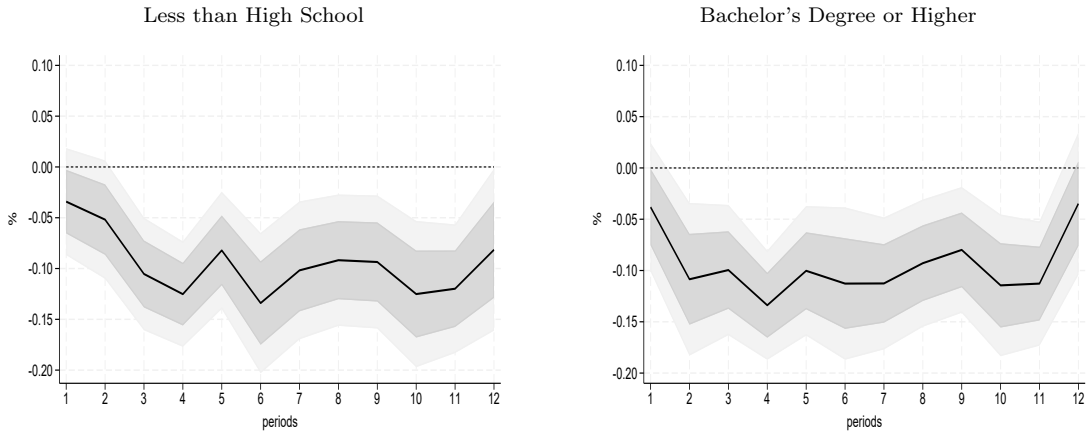 Less than High School
0.10
0.05
0.00
-0.05
-0.10
-0.15
-0.20
%
1 2 3 4 5 6 7 8 9 10 11 12
periods
Bachelor's Degree or Higher
0.10
0.05
0.00
-0.05
-0.10
-0.15
-0.20
%
1 2 3 4 5 6 7 8 9 10 11 12
periods